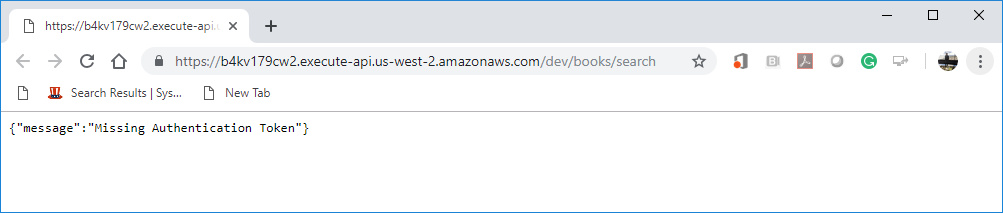 https://b4kv179cw2.execute-api.u
https://b4kv179cw2.execute-api.us-west-2.amazonaws.com/dev/books/search
Search Results | Sys...
New Tab
{"message":"Missing Authentication Token"}